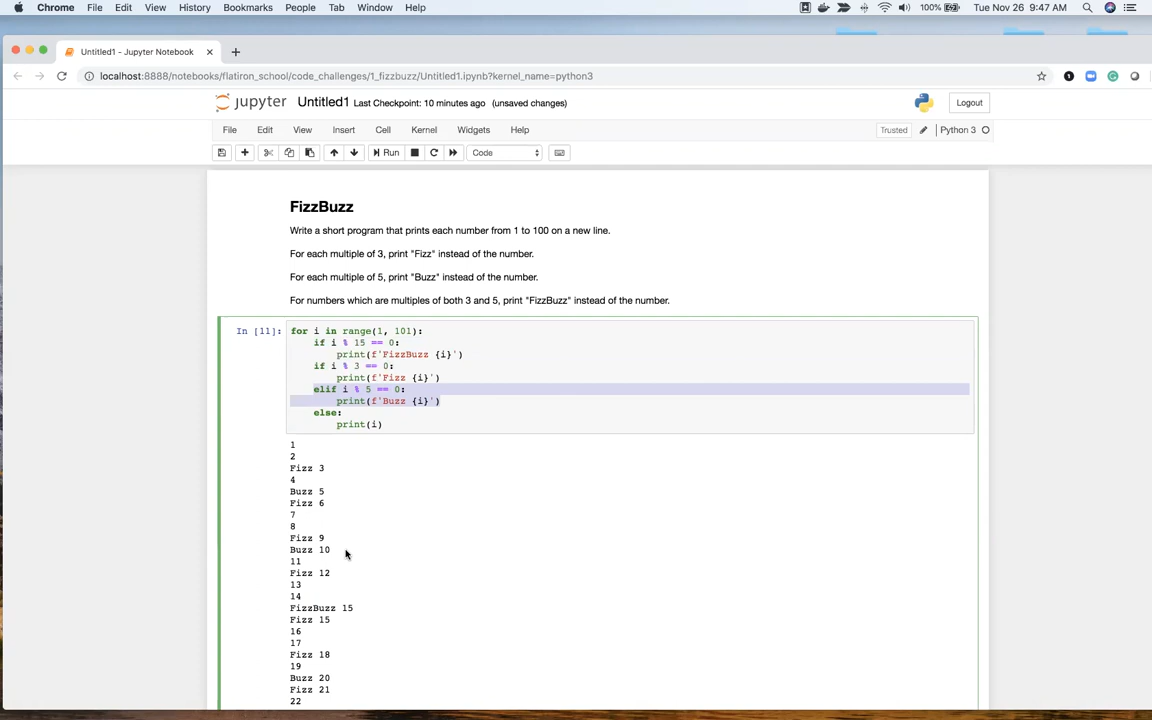 Chrome File Edit View History Bookmarks People Tab Window Help 100% Tue Nov 26 9:47 AM
Untitled1 - Jupyter Notebook
localhost:8888/notebooks/flatiron_school/code_challenges/1_fizzbuzz/Untitled1.ipynb?kernel_name=python3
jupyter Untitled1 Last Checkpoint: 10 minutes ago (unsaved changes) Logout
File Edit View Insert Cell Kernel Widgets Help Trusted Python 3
Run Code
FizzBuzz
Write a short program that prints each number from 1 to 100 on a new line.
For each multiple of 3, print "Fizz" instead of the number.
For each multiple of 5, print "Buzz" instead of the number.
For numbers which are multiples of both 3 and 5, print "FizzBuzz" instead of the number.
In [11]: for i in range(1, 101):
if i % 15 == 0:
print(f'FizzBuzz {i}')
if i % 3 == 0:
print(f'Fizz {i}')
elif i % 5 == 0:
print(f'Buzz {i}')
else:
print(i)
1
2
Fizz 3
4
Buzz 5
Fizz 6
7
8
Fizz 9
Buzz 10
11
Fizz 12
13
14
FizzBuzz 15
Fizz 15
16
17
Fizz 18
19
Buzz 20
Fizz 21
22